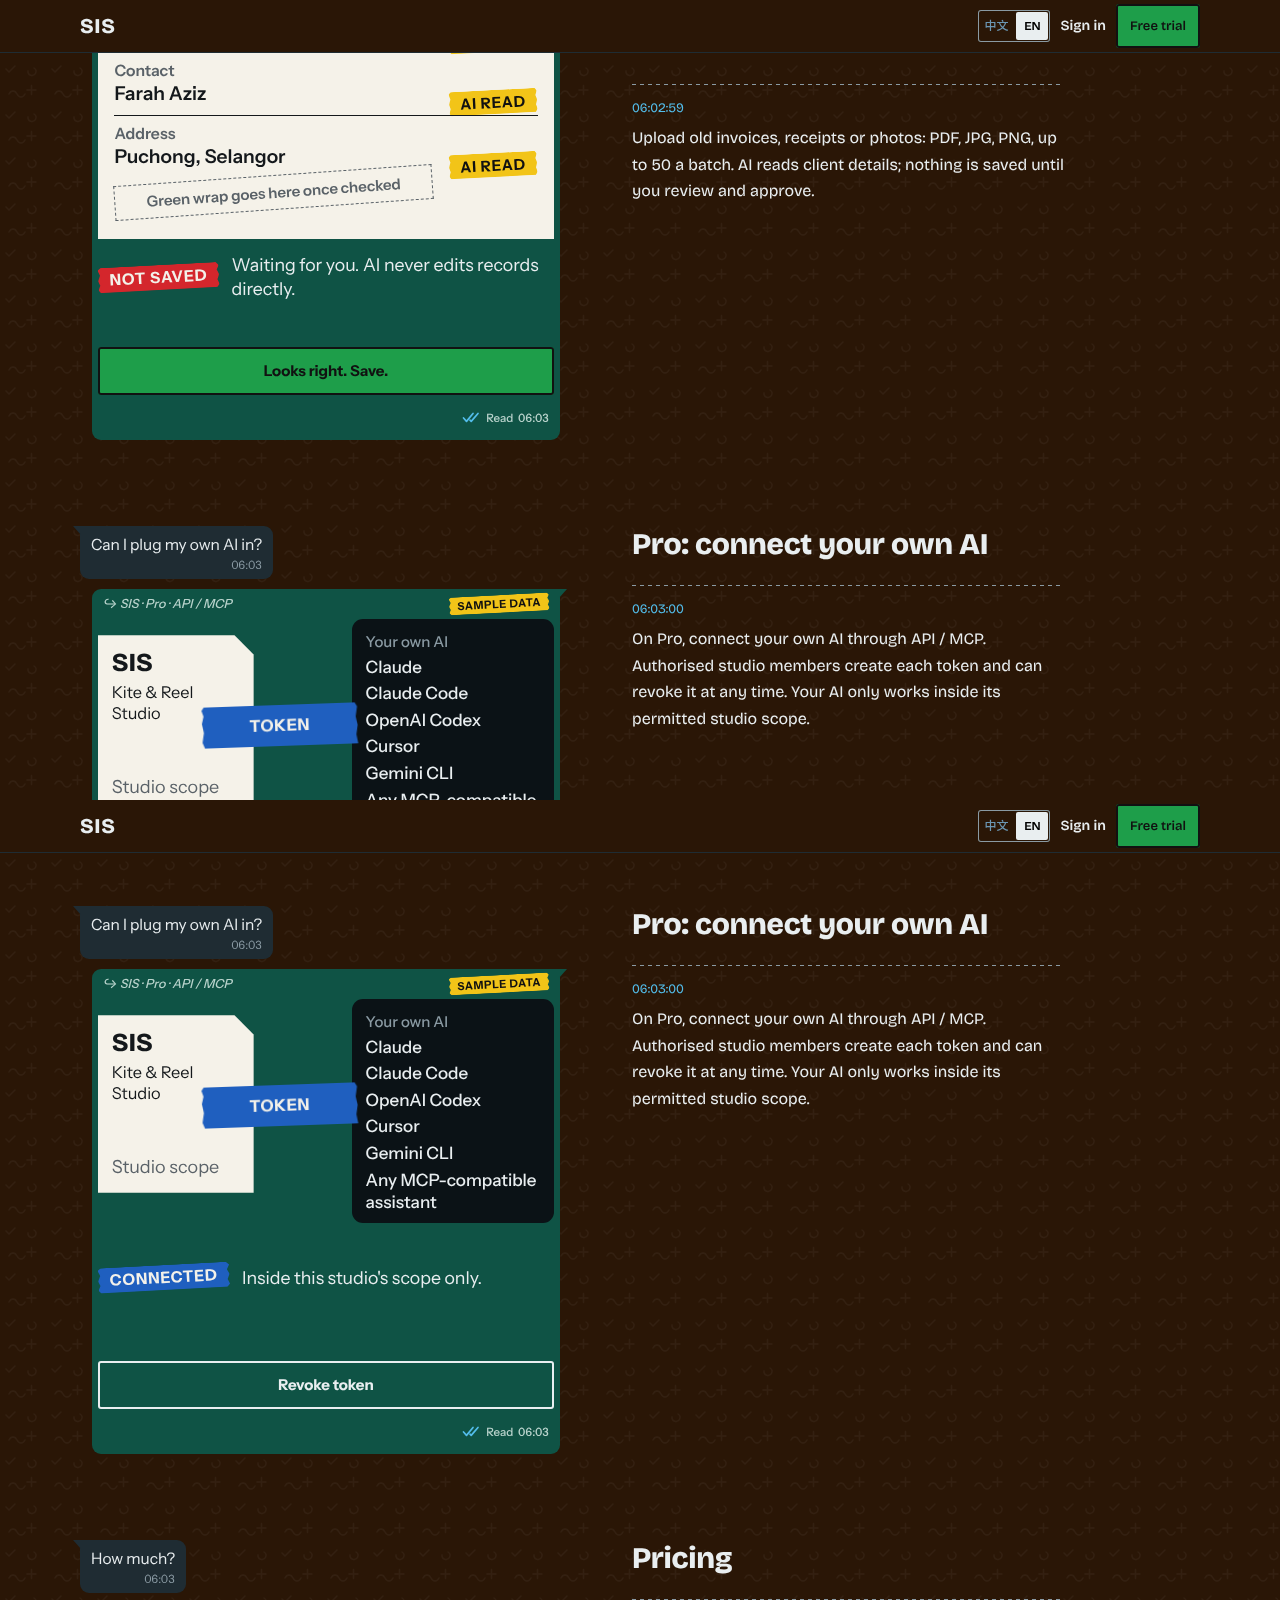 SIS
中文 EN Sign in Free trial
Contact
Farah Aziz
AI READ
Address
Puchong, Selangor
AI READ
Green wrap goes here once checked
NOT SAVED
Waiting for you. AI never edits records
directly.
Looks right. Save.
Read 06:03
06:02:59
Upload old invoices, receipts or photos: PDF, JPG, PNG, up
to 50 a batch. AI reads client details; nothing is saved until
you review and approve.
Can I plug my own AI in?
06:03
SIS · Pro · API / MCP
SAMPLE DATA
SIS
Kite & Reel
Studio
Studio scope
TOKEN
Your own AI
Claude
Claude Code
OpenAI Codex
Cursor
Gemini CLI
Any MCP-compatible
Pro: connect your own AI
06:03:00
On Pro, connect your own AI through API / MCP.
Authorised studio members create each token and can
revoke it at any time. Your AI only works inside its
permitted studio scope.
SIS
中文 EN Sign in Free trial
Can I plug my own AI in?
06:03
SIS · Pro · API / MCP
SAMPLE DATA
SIS
Kite & Reel
Studio
Studio scope
TOKEN
Your own AI
Claude
Claude Code
OpenAI Codex
Cursor
Gemini CLI
Any MCP-compatible
assistant
CONNECTED
Inside this studio's scope only.
Revoke token
Read 06:03
Pro: connect your own AI
06:03:00
On Pro, connect your own AI through API / MCP.
Authorised studio members create each token and can
revoke it at any time. Your AI only works inside its
permitted studio scope.
How much?
06:03
Pricing